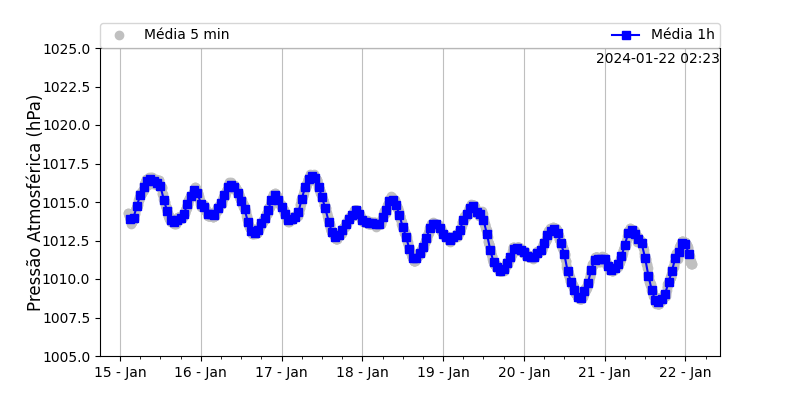 Média 5 min
Média 1h
2024-01-22 02:23
Pressão Atmosférica (hPa)
1025.0
1022.5
1020.0
1017.5
1015.0
1012.5
1010.0
1007.5
1005.0
15 - Jan
16 - Jan
17 - Jan
18 - Jan
19 - Jan
20 - Jan
21 - Jan
22 - Jan